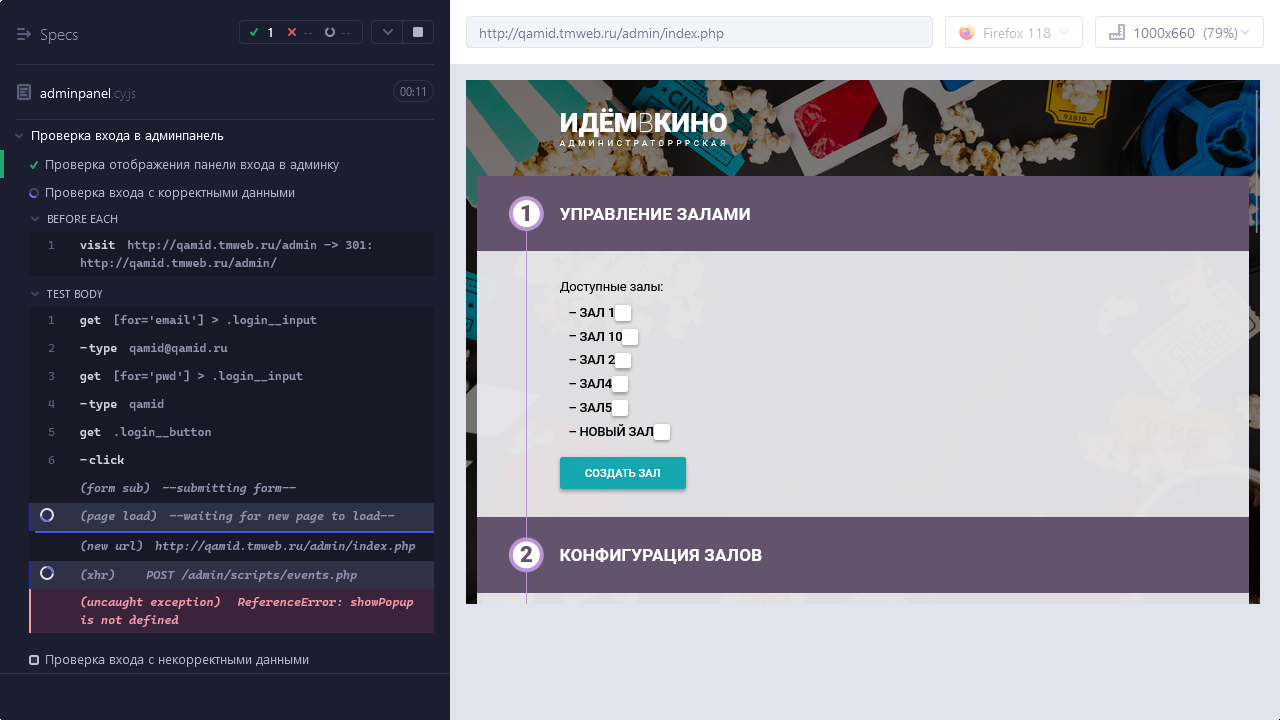 Specs
1
--
--
adminpanel.cy.js
00:11
Проверка входа в админпанель
Проверка отображения панели входа в админку
Проверка входа с корректными данными
BEFORE EACH
1 visit http://qamid.tmweb.ru/admin -> 301:
http://qamid.tmweb.ru/admin/
TEST BODY
1 get [for='email'] > .login__input
2 -type qamid@qamid.ru
3 get [for='pwd'] > .login__input
4 -type qamid
5 get .login__button
6 -click
(form sub) --submitting form--
(page load) --waiting for new page to load--
(new url) http://qamid.tmweb.ru/admin/index.php
(xhr) POST /admin/scripts/events.php
(uncaught exception) ReferenceError: showPopup
is not defined
Проверка входа с некорректными данными
http://qamid.tmweb.ru/admin/index.php
Firefox 118
1000x660 (79%)
ИДЁМВКИНО
АДМИНИСТРАТОРРРСКАЯ
CINEMA
93810
1
УПРАВЛЕНИЕ ЗАЛАМИ
Доступные залы:
– ЗАЛ 1
– ЗАЛ 10
– ЗАЛ 2
– ЗАЛ4
– ЗАЛ5
– НОВЫЙ ЗАЛ
СОЗДАТЬ ЗАЛ
2
КОНФИГУРАЦИЯ ЗАЛОВ